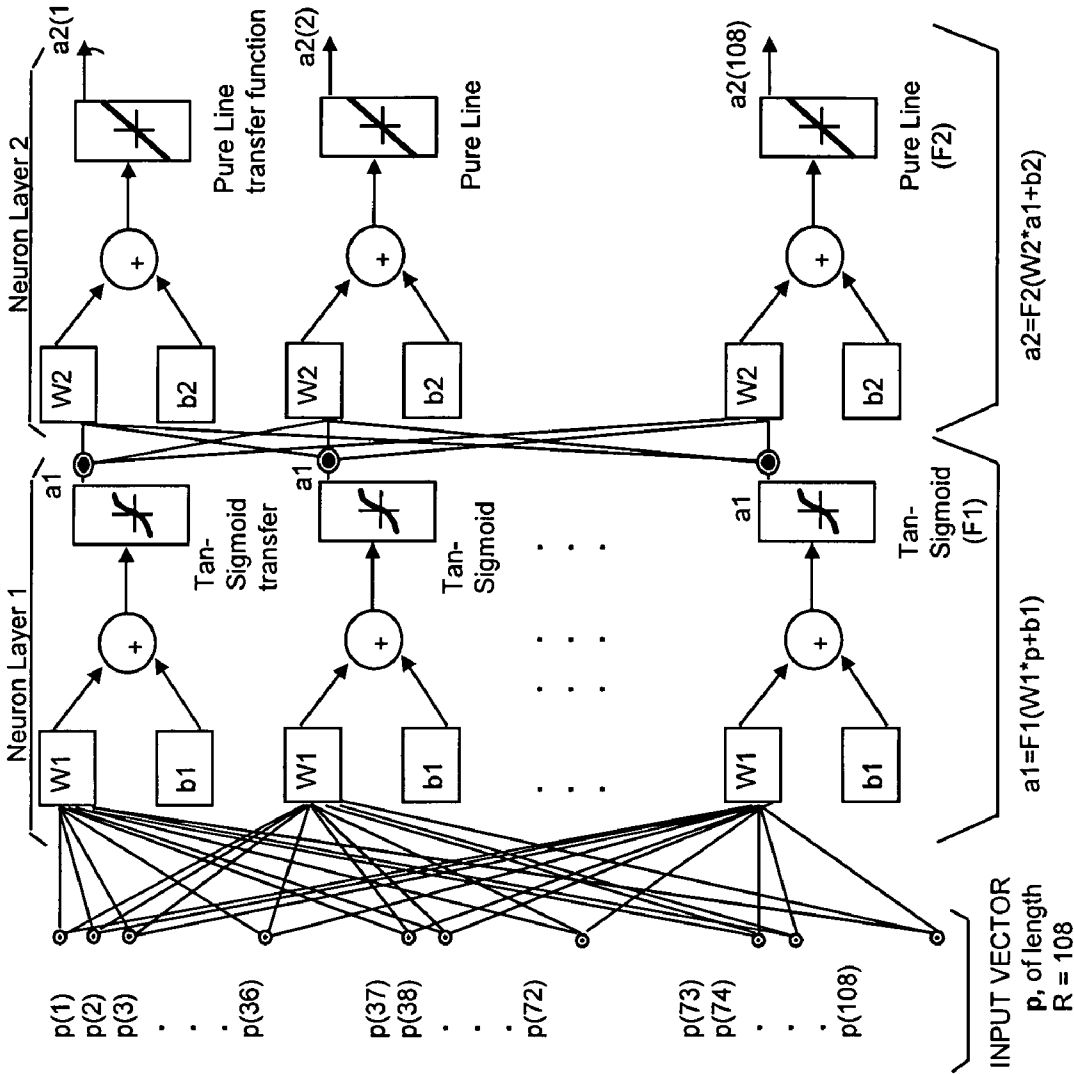 Neuron Layer 1
Neuron Layer 2
p(1)
p(2)
p(3)
. . .
p(36)
p(37)
p(38)
. . .
p(72)
p(73)
p(74)
. . .
p(108)
INPUT VECTOR
p, of length
R = 108
W1
b1
+
Tan-
Sigmoid
transfer
a1
W1
b1
+
Tan-
Sigmoid
a1
. . .
. . .
. . .
. . .
W1
b1
+
Tan-
Sigmoid
(F1)
a1
a1=F1(W1*p+b1)
W2
b2
+
Pure Line
transfer function
a2(1)
W2
b2
+
Pure Line
a2(2)
W2
b2
+
Pure Line
(F2)
a2(108)
a2=F2(W2*a1+b2)